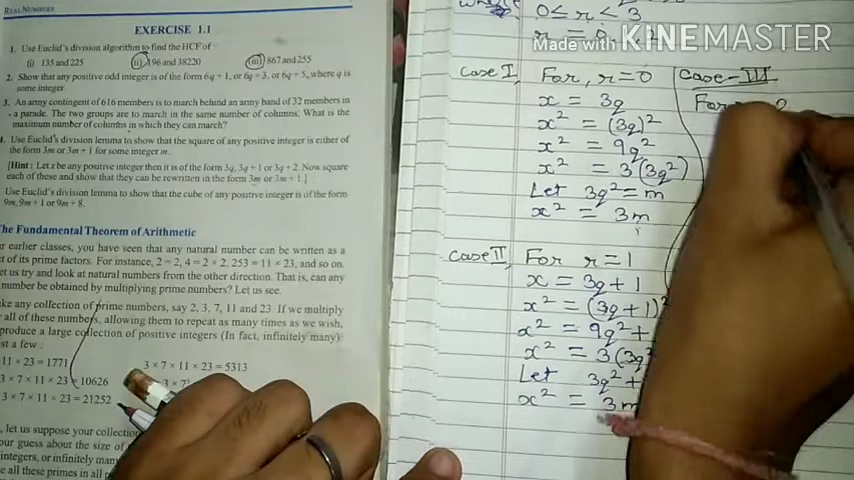 REAL NUMBERS
EXERCISE 1.1
1. Use Euclid's division algorithm to find the HCF of
(i) 135 and 225 (ii) 196 and 38220 (iii) 867 and 255
2. Show that any positive odd integer is of the form 6q + 1, or 6q + 3, or 6q + 5, where q is
some integer.
3. An army contingent of 616 members is to march behind an army band of 32 members in
a parade. The two groups are to march in the same number of columns. What is the
maximum number of columns in which they can march?
Use Euclid's division lemma to show that the square of any positive integer is either of
the form 3m or 3m + 1 for some integer m.
[Hint : Let x be any positive integer then it is of the form 3q, 3q + 1 or 3q + 2. Now square
each of these and show that they can be rewritten in the form 3m or 3m + 1.]
Use Euclid's division lemma to show that the cube of any positive integer is of the form
9m, 9m + 1 or 9m + 8.
The Fundamental Theorem of Arithmetic
ur earlier classes, you have seen that any natural number can be written as a
ct of its prime factors. For instance, 2 = 2, 4 = 2 × 2, 253 = 11 × 23, and so on.
let us try and look at natural numbers from the other direction. That is, can any
number be obtained by multiplying prime numbers? Let us see.
ke any collection of prime numbers, say 2, 3, 7, 11 and 23. If we multiply
all of these numbers, allowing them to repeat as many times as we wish,
produce a large collection of positive integers (In fact, infinitely many).
st a few :
11 × 23 = 1771 3 × 7 × 11 × 23 = 5313
3 × 7 × 11 × 23 = 10626
3 × 7 × 11 × 23 = 21252
, let us suppose your collection
our guess about the size of
integers, or infinitely many
e all these primes in all p
where 0 ≤ r < 3
r = 0,
Made with KINEMASTER
Case I, For, r = 0
x = 3q
x² = (3q)²
x² = 9q²
x² = 3(3q²)
Let 3q² = m
x² = 3m
Case II, For r = 1
x = 3q + 1
x² = (3q + 1)²
x² = 9q² +
x² = 3(3q²
Let 3q² +
x² = 3m
Case - III
For